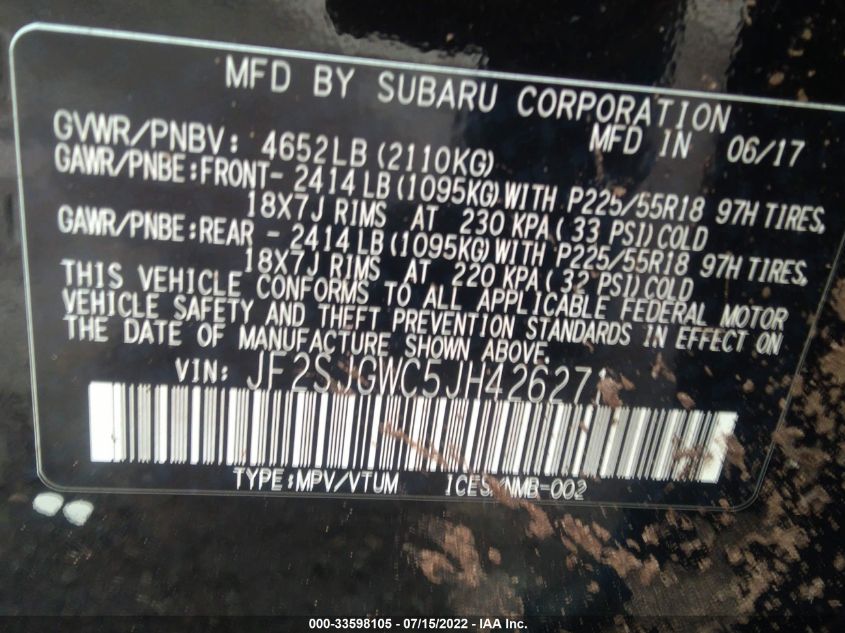 MFD BY SUBARU CORPORATION
GVWR/PNBV: 4652LB (2110KG) MFD IN 06/17
GAWR/PNBE:FRONT- 2414 LB (1095KG) WITH P225/55R18 97H TIRES,
18X7J RIMS AT 230 KPA ( 33 PSI) COLD
GAWR/PNBE:REAR - 2414 LB (1095KG) WITH P225/55R18 97H TIRES,
18X7J RIMS AT 220 KPA ( 32 PSI) COLD
THIS VEHICLE CONFORMS TO ALL APPLICABLE FEDERAL MOTOR
VEHICLE SAFETY AND THEFT PREVENTION STANDARDS IN EFFECT ON
THE DATE OF MANUFACTURE SHOWN ABOVE.
VIN: JF2SJGWC5JH426271
TYPE:MPV/VTUM ICES/NMB-002
000-33598105 - 07/15/2022 - IAA Inc.